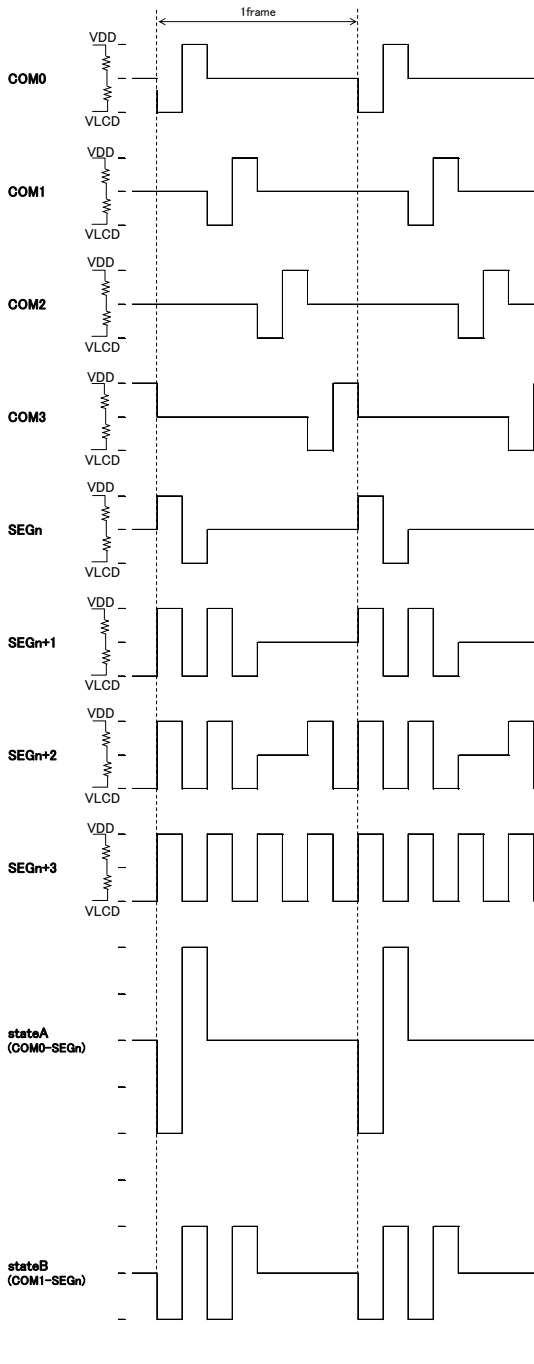 1frame
VDD
COM0
VLCD
VDD
COM1
VLCD
VDD
COM2
VLCD
VDD
COM3
VLCD
VDD
SEGn
VLCD
VDD
SEGn+1
VLCD
VDD
SEGn+2
VLCD
VDD
SEGn+3
VLCD
stateA
(COM0-SEGn)
stateB
(COM1-SEGn)